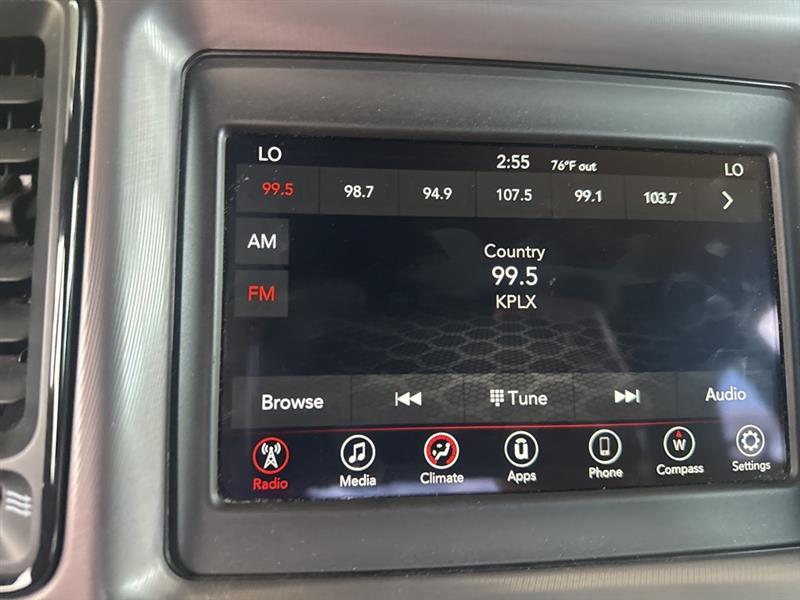 LO 2:55 76°F out LO
99.5 98.7 94.9 107.5 99.1 103.7
AM
FM
Country
99.5
KPLX
Browse Tune Audio
Radio Media Climate Apps Phone Compass Settings
W